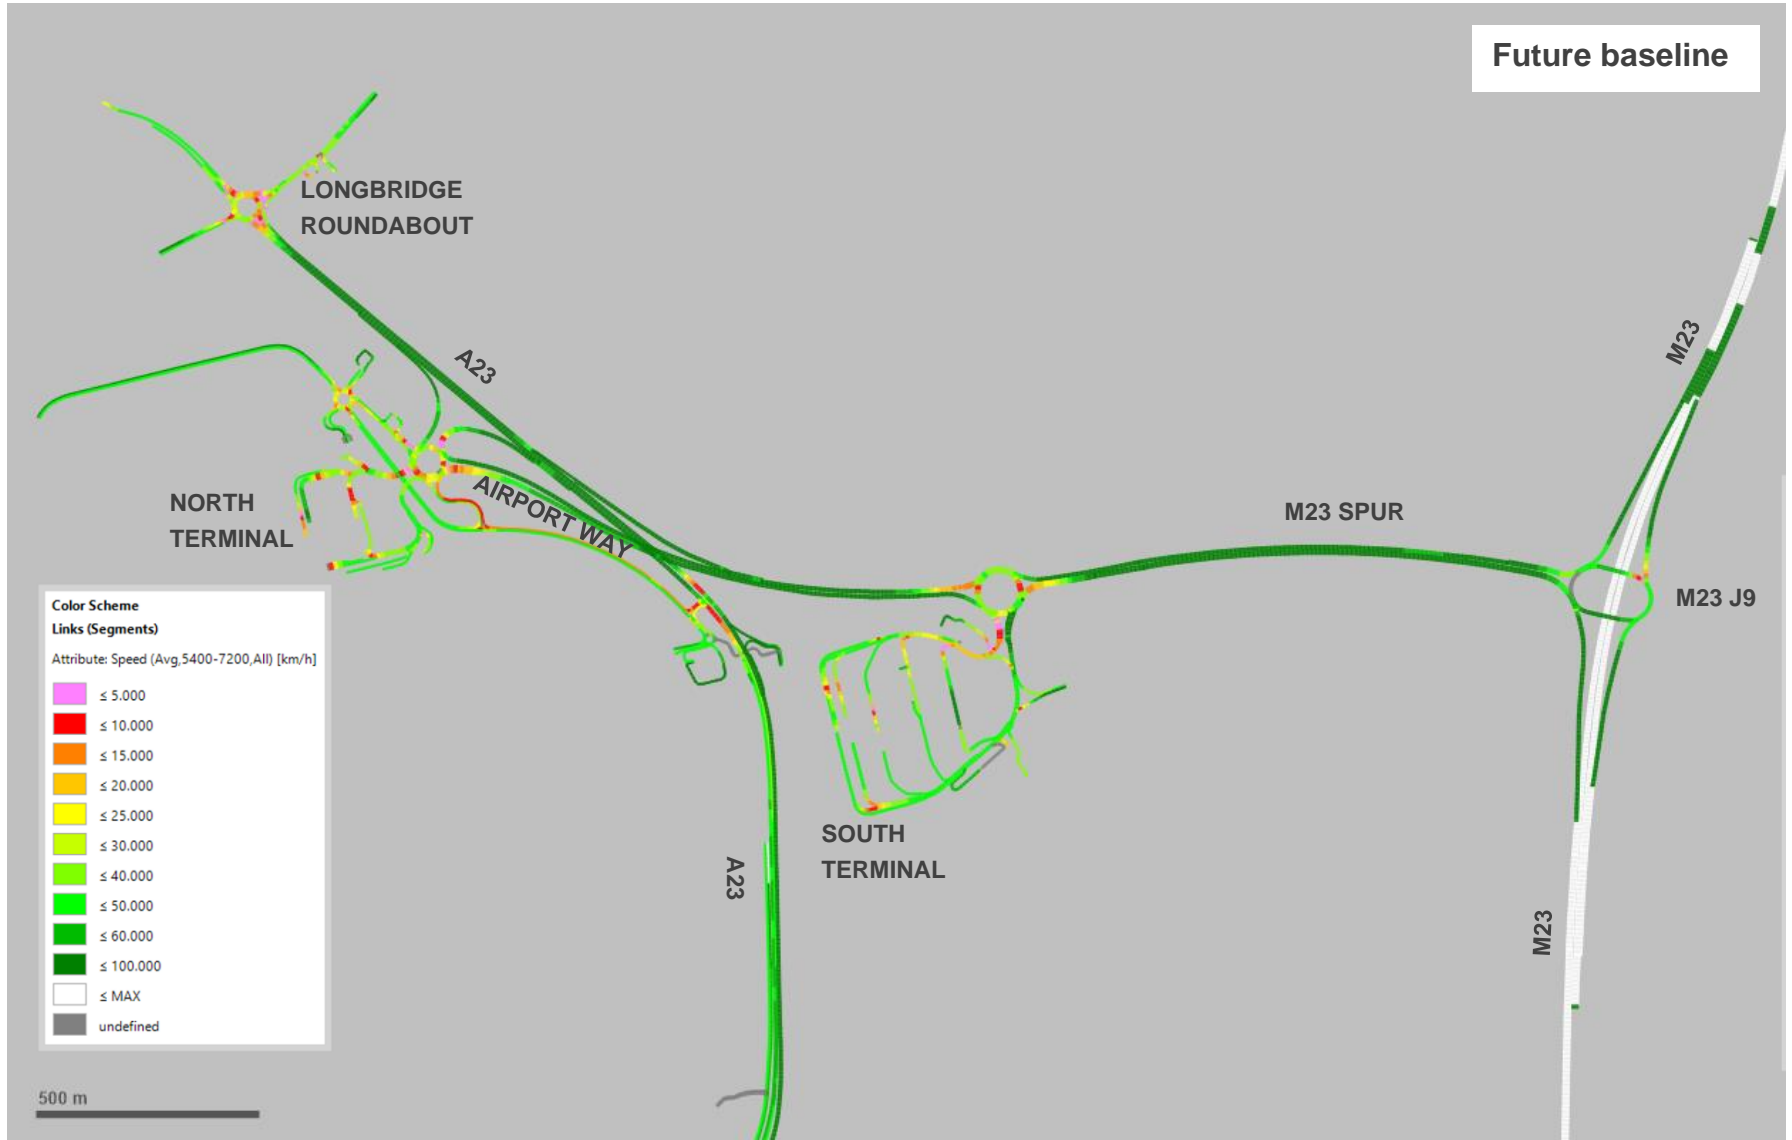 Future baseline
LONGBRIDGE
ROUNDABOUT
A23
M23
NORTH
TERMINAL
AIRPORT WAY
M23 SPUR
M23 J9
SOUTH
TERMINAL
A23
M23
Color Scheme
Links (Segments)
Attribute: Speed (Avg,5400-7200,All) [km/h]
≤ 5.000
≤ 10.000
≤ 15.000
≤ 20.000
≤ 25.000
≤ 30.000
≤ 40.000
≤ 50.000
≤ 60.000
≤ 100.000
≤ MAX
undefined
500 m